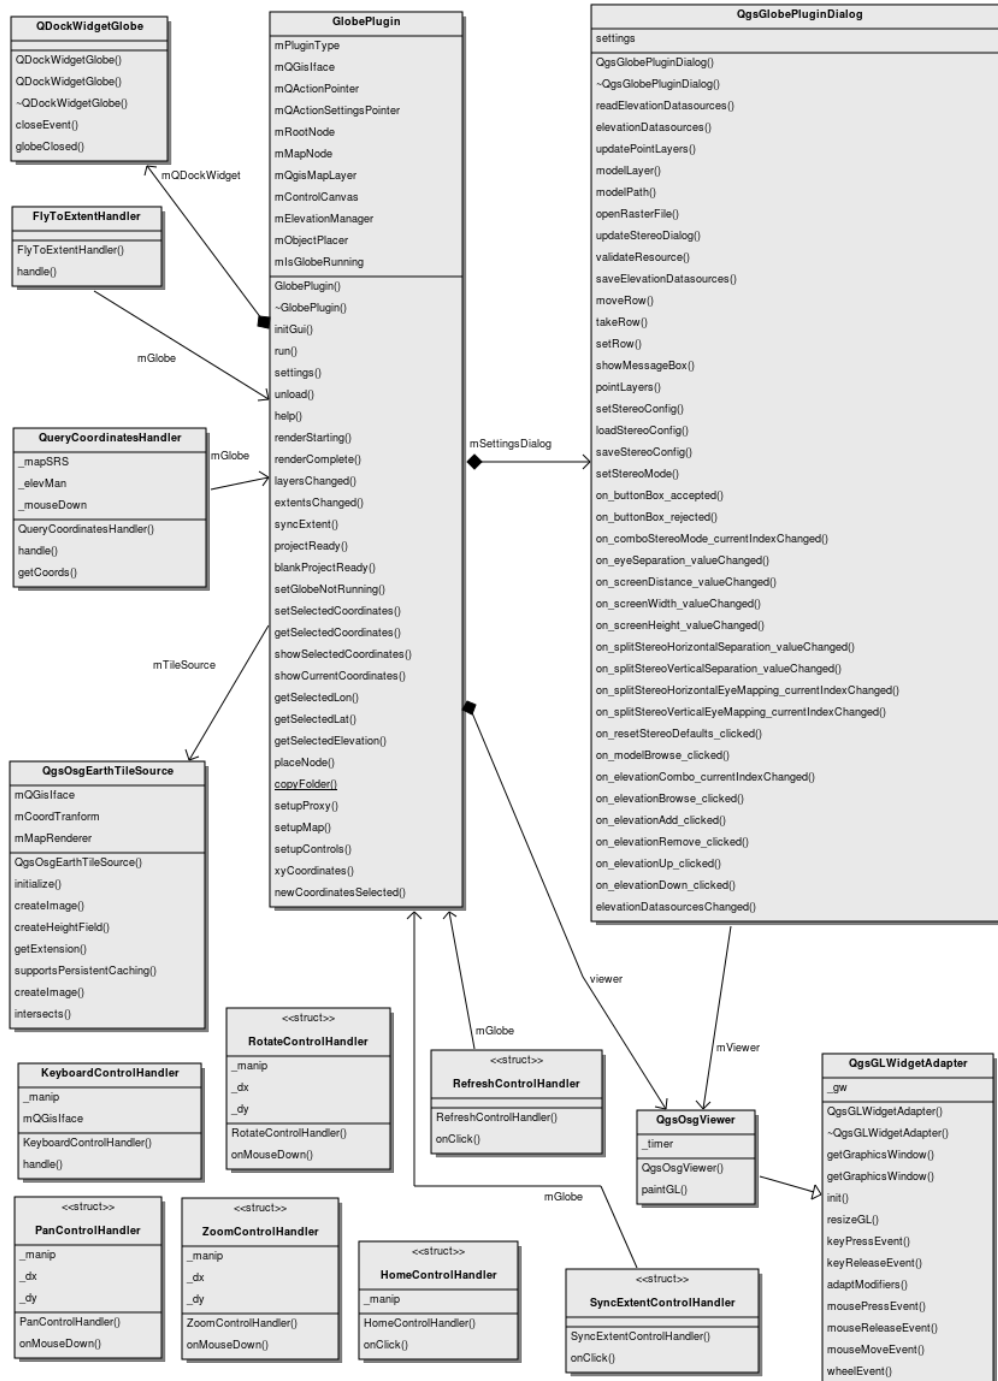 QDockWidgetGlobe
QDockWidgetGlobe()
QDockWidgetGlobe()
~QDockWidgetGlobe()
closeEvent()
globeClosed()
mQDockWidget
FlyToExtentHandler
FlyToExtentHandler()
handle()
mGlobe
QueryCoordinatesHandler
_mapSRS
_elevMan
_mouseDown
QueryCoordinatesHandler()
handle()
getCoords()
mGlobe
mTileSource
QgsOsgEarthTileSource
mQGisIface
mCoordTranform
mMapRenderer
QgsOsgEarthTileSource()
initialize()
createImage()
createHeightField()
getExtension()
supportsPersistentCaching()
createImage()
intersects()
GlobePlugin
mPluginType
mQGisIface
mQActionPointer
mQActionSettingsPointer
mRootNode
mMapNode
mQgisMapLayer
mControlCanvas
mElevationManager
mObjectPlacer
mIsGlobeRunning
GlobePlugin()
~GlobePlugin()
initGui()
run()
settings()
unload()
help()
renderStarting()
renderComplete()
layersChanged()
extentsChanged()
syncExtent()
projectReady()
blankProjectReady()
setGlobeNotRunning()
setSelectedCoordinates()
getSelectedCoordinates()
showSelectedCoordinates()
showCurrentCoordinates()
getSelectedLon()
getSelectedLat()
getSelectedElevation()
placeNode()
copyFolder()
setupProxy()
setupMap()
setupControls()
xyCoordinates()
newCoordinatesSelected()
mSettingsDialog
QgsGlobePluginDialog
settings
QgsGlobePluginDialog()
~QgsGlobePluginDialog()
readElevationDatasources()
elevationDatasources()
updatePointLayers()
modelLayer()
modelPath()
openRasterFile()
updateStereoDialog()
validateResource()
saveElevationDatasources()
moveRow()
takeRow()
setRow()
showMessageBox()
pointLayers()
setStereoConfig()
loadStereoConfig()
saveStereoConfig()
setStereoMode()
on_buttonBox_accepted()
on_buttonBox_rejected()
on_comboStereoMode_currentIndexChanged()
on_eyeSeparation_valueChanged()
on_screenDistance_valueChanged()
on_screenWidth_valueChanged()
on_screenHeight_valueChanged()
on_splitStereoHorizontalSeparation_valueChanged()
on_splitStereoVerticalSeparation_valueChanged()
on_splitStereoHorizontalEyeMapping_currentIndexChanged()
on_splitStereoVerticalEyeMapping_currentIndexChanged()
on_resetStereoDefaults_clicked()
on_modelBrowse_clicked()
on_elevationCombo_currentIndexChanged()
on_elevationBrowse_clicked()
on_elevationAdd_clicked()
on_elevationRemove_clicked()
on_elevationUp_clicked()
on_elevationDown_clicked()
elevationDatasourcesChanged()
viewer
mViewer
KeyboardControlHandler
_manip
mQGisIface
KeyboardControlHandler()
handle()
<<struct>>
RotateControlHandler
_manip
_dx
_dy
RotateControlHandler()
onMouseDown()
mGlobe
<<struct>>
RefreshControlHandler
RefreshControlHandler()
onClick()
QgsOsgViewer
_timer
QgsOsgViewer()
paintGL()
QgsGLWidgetAdapter
_gw
QgsGLWidgetAdapter()
~QgsGLWidgetAdapter()
getGraphicsWindow()
getGraphicsWindow()
init()
resizeGL()
keyPressEvent()
keyReleaseEvent()
adaptModifiers()
mousePressEvent()
mouseReleaseEvent()
mouseMoveEvent()
wheelEvent()
<<struct>>
PanControlHandler
_manip
_dx
_dy
PanControlHandler()
onMouseDown()
<<struct>>
ZoomControlHandler
_manip
_dx
_dy
ZoomControlHandler()
onMouseDown()
<<struct>>
HomeControlHandler
_manip
HomeControlHandler()
onClick()
mGlobe
<<struct>>
SyncExtentControlHandler
SyncExtentControlHandler()
onClick()